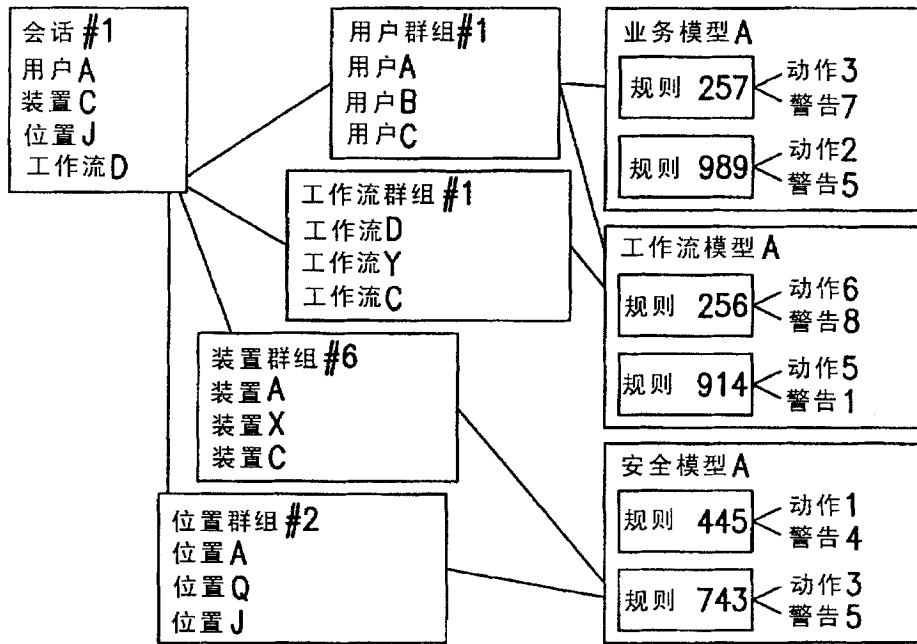 会话 #1
用户A
装置C
位置J
工作流D
用户群组#1
用户A
用户B
用户C
工作流群组#1
工作流D
工作流Y
工作流C
装置群组#6
装置A
装置X
装置C
位置群组#2
位置A
位置Q
位置J
业务模型A
规则 257
动作3
警告7
规则 989
动作2
警告5
工作流模型A
规则 256
动作6
警告8
规则 914
动作5
警告1
安全模型A
规则 445
动作1
警告4
规则 743
动作3
警告5